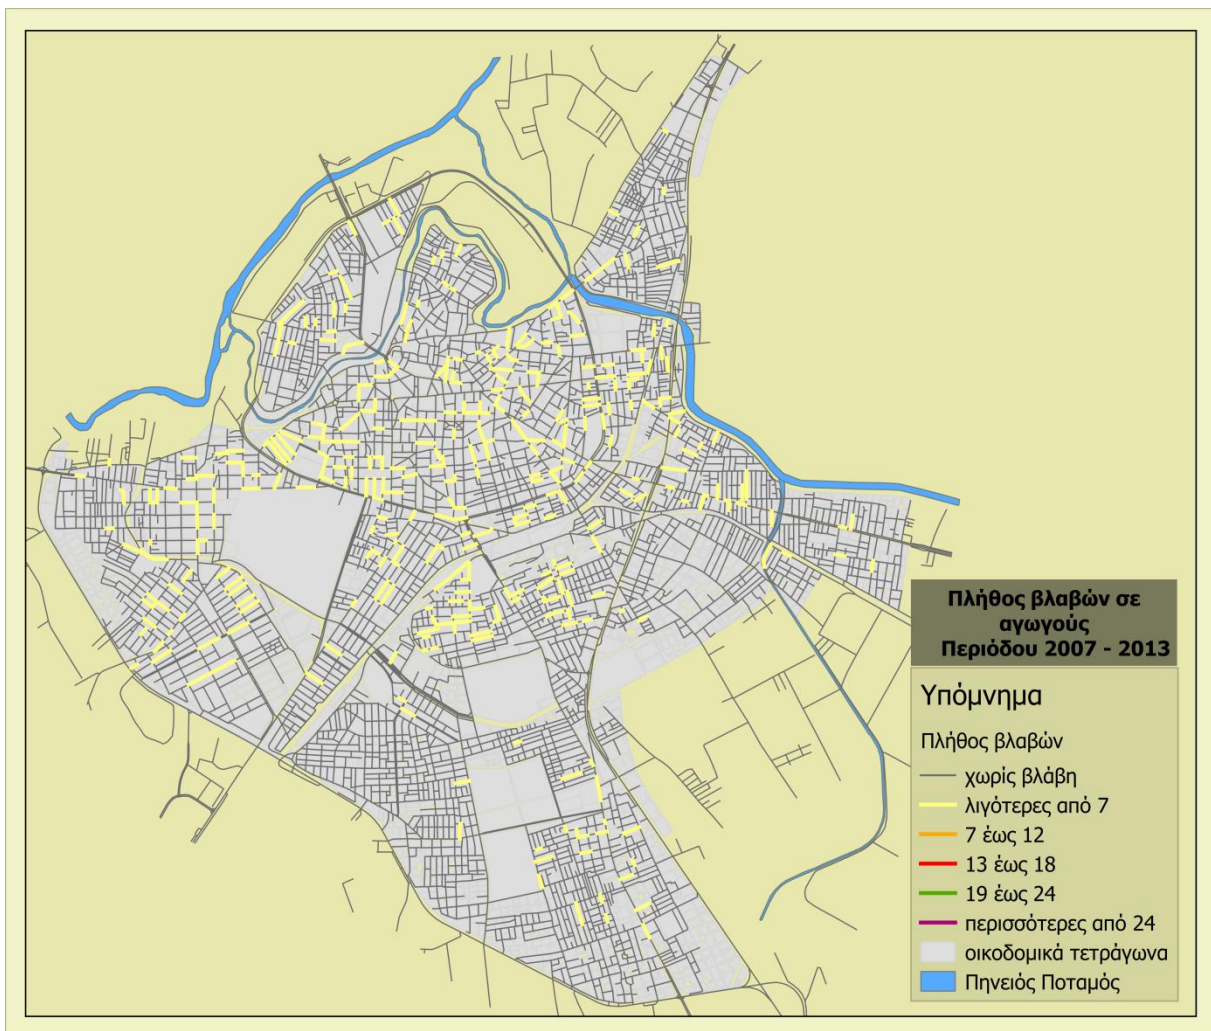 Πλήθος βλαβών σε
αγωγούς
Περιόδου 2007 - 2013
Υπόμνημα
Πλήθος βλαβών
χωρίς βλάβη
λιγότερες από 7
7 έως 12
13 έως 18
19 έως 24
περισσότερες από 24
οικοδομικά τετράγωνα
Πηνειός Ποταμός